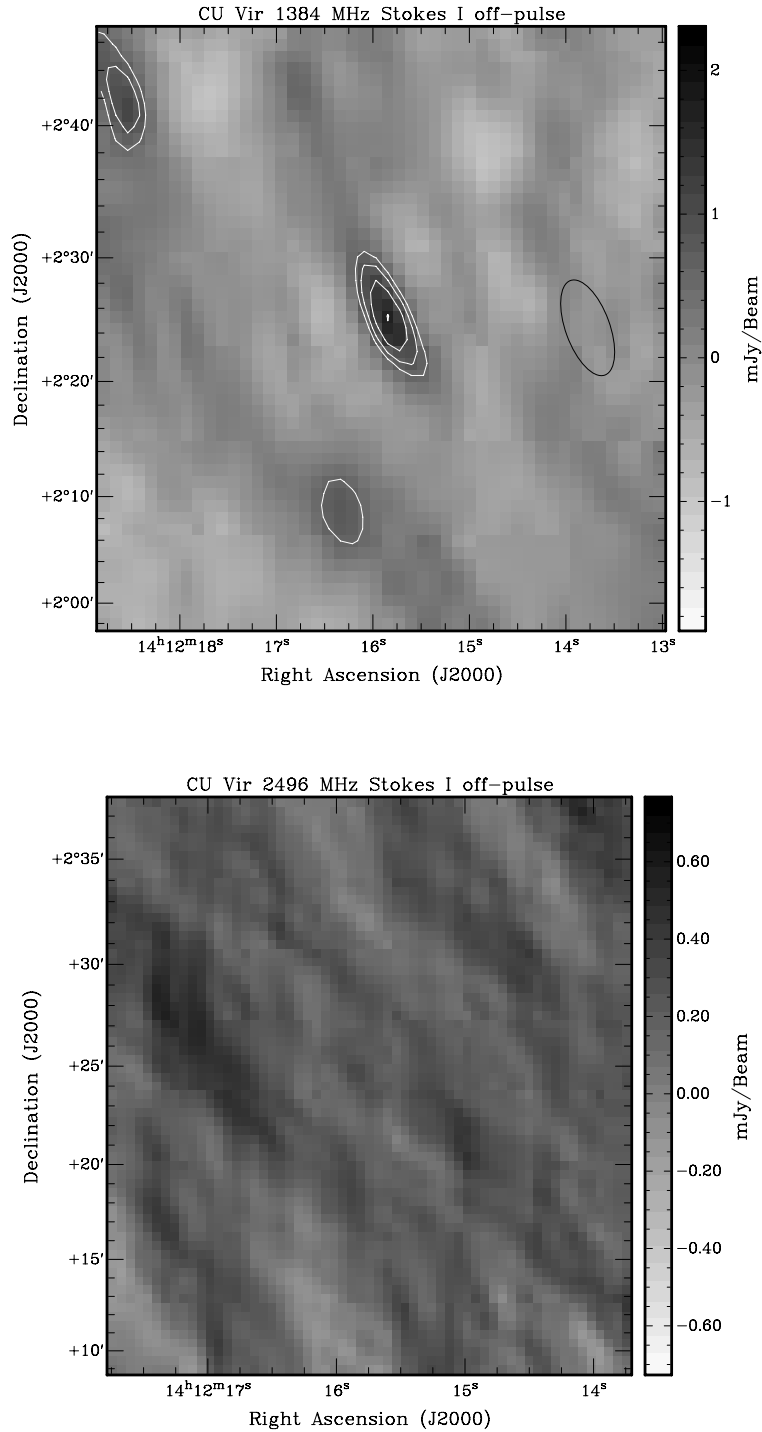 CU Vir 1384 MHz Stokes I off−pulse
2
+2°40′
1
+2°30′
Declination (J2000)
mJy/Beam
0
+2°20′
+2°10′
−1
+2°00′
14ʰ12ᵐ18ˢ 17ˢ 16ˢ 15ˢ 14ˢ 13ˢ
Right Ascension (J2000)
CU Vir 2496 MHz Stokes I off−pulse
+2°35′
0.60
+30′
0.40
0.20
Declination (J2000)
+25′
0.00
mJy/Beam
+20′
−0.20
+15′
−0.40
−0.60
+10′
14ʰ12ᵐ17ˢ 16ˢ 15ˢ 14ˢ
Right Ascension (J2000)